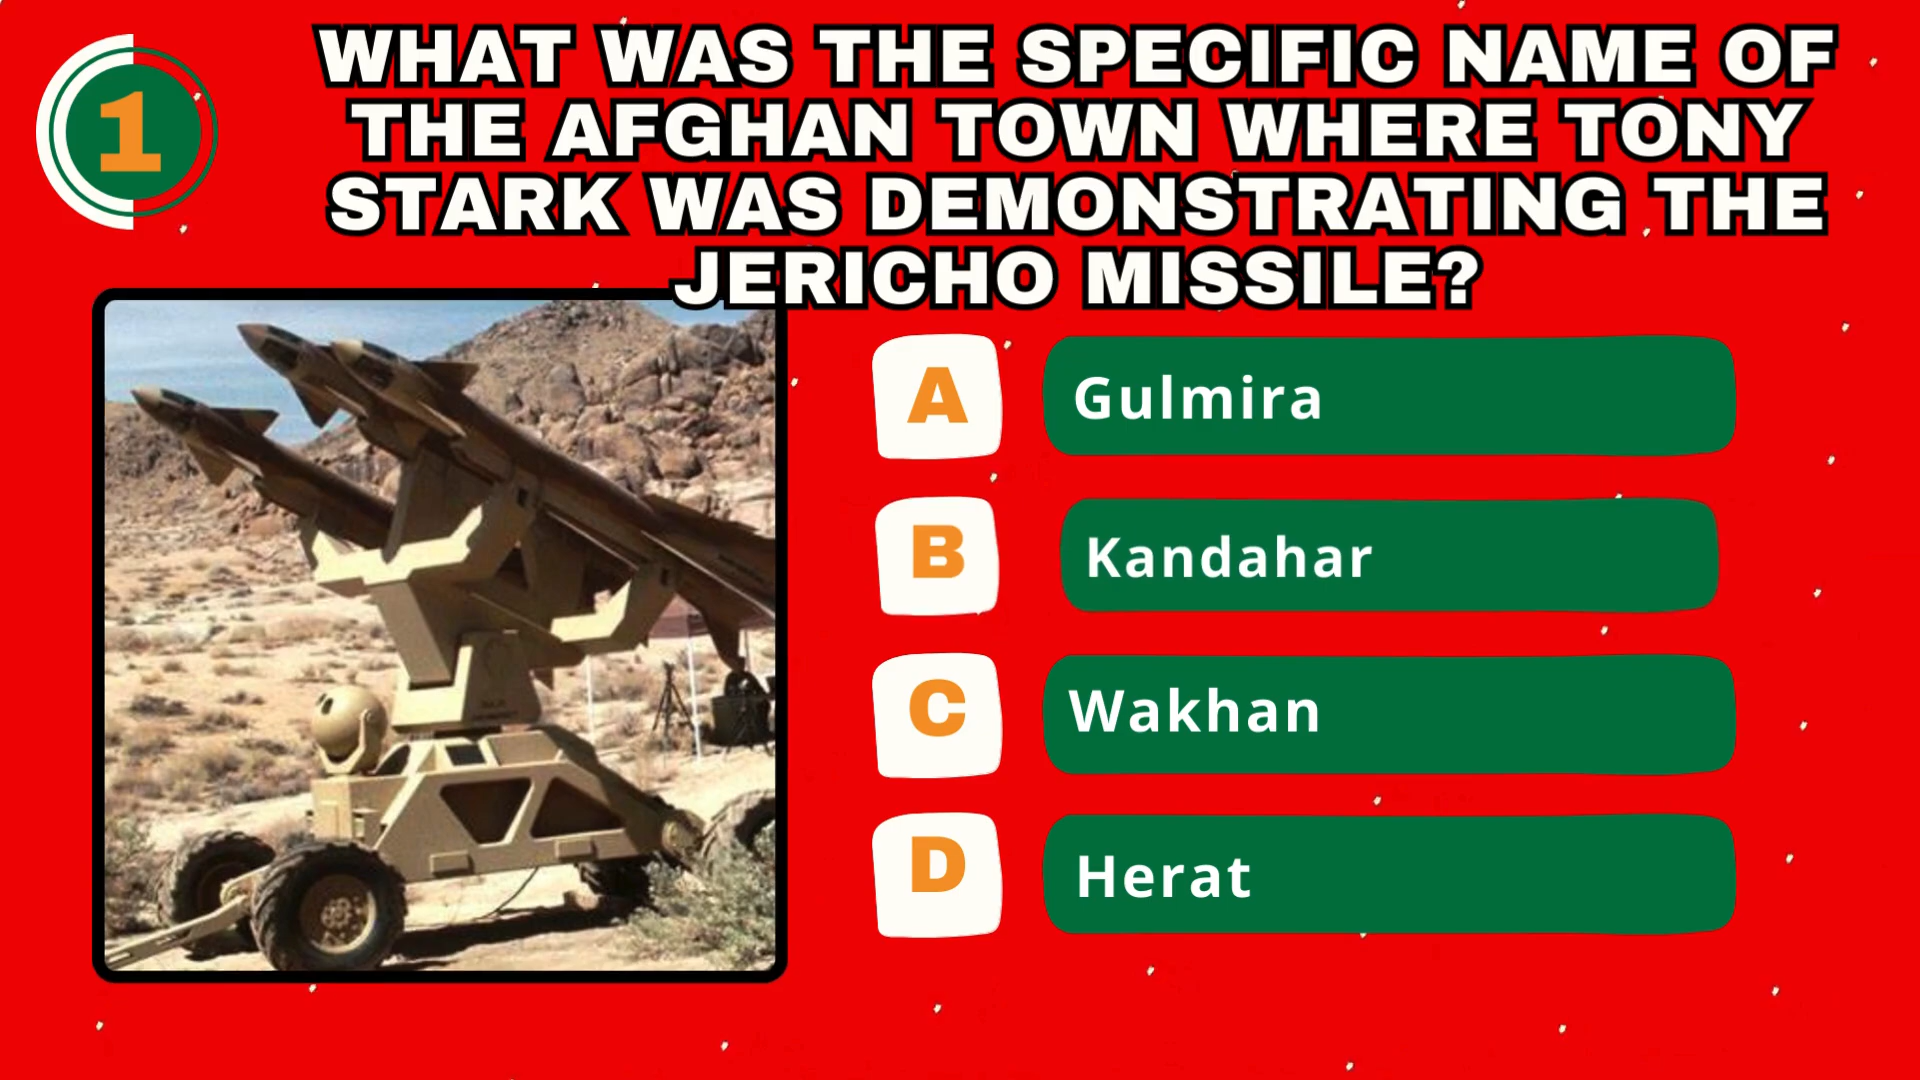 1
WHAT WAS THE SPECIFIC NAME OF
THE AFGHAN TOWN WHERE TONY
STARK WAS DEMONSTRATING THE
JERICHO MISSILE?
A Gulmira
B Kandahar
C Wakhan
D Herat